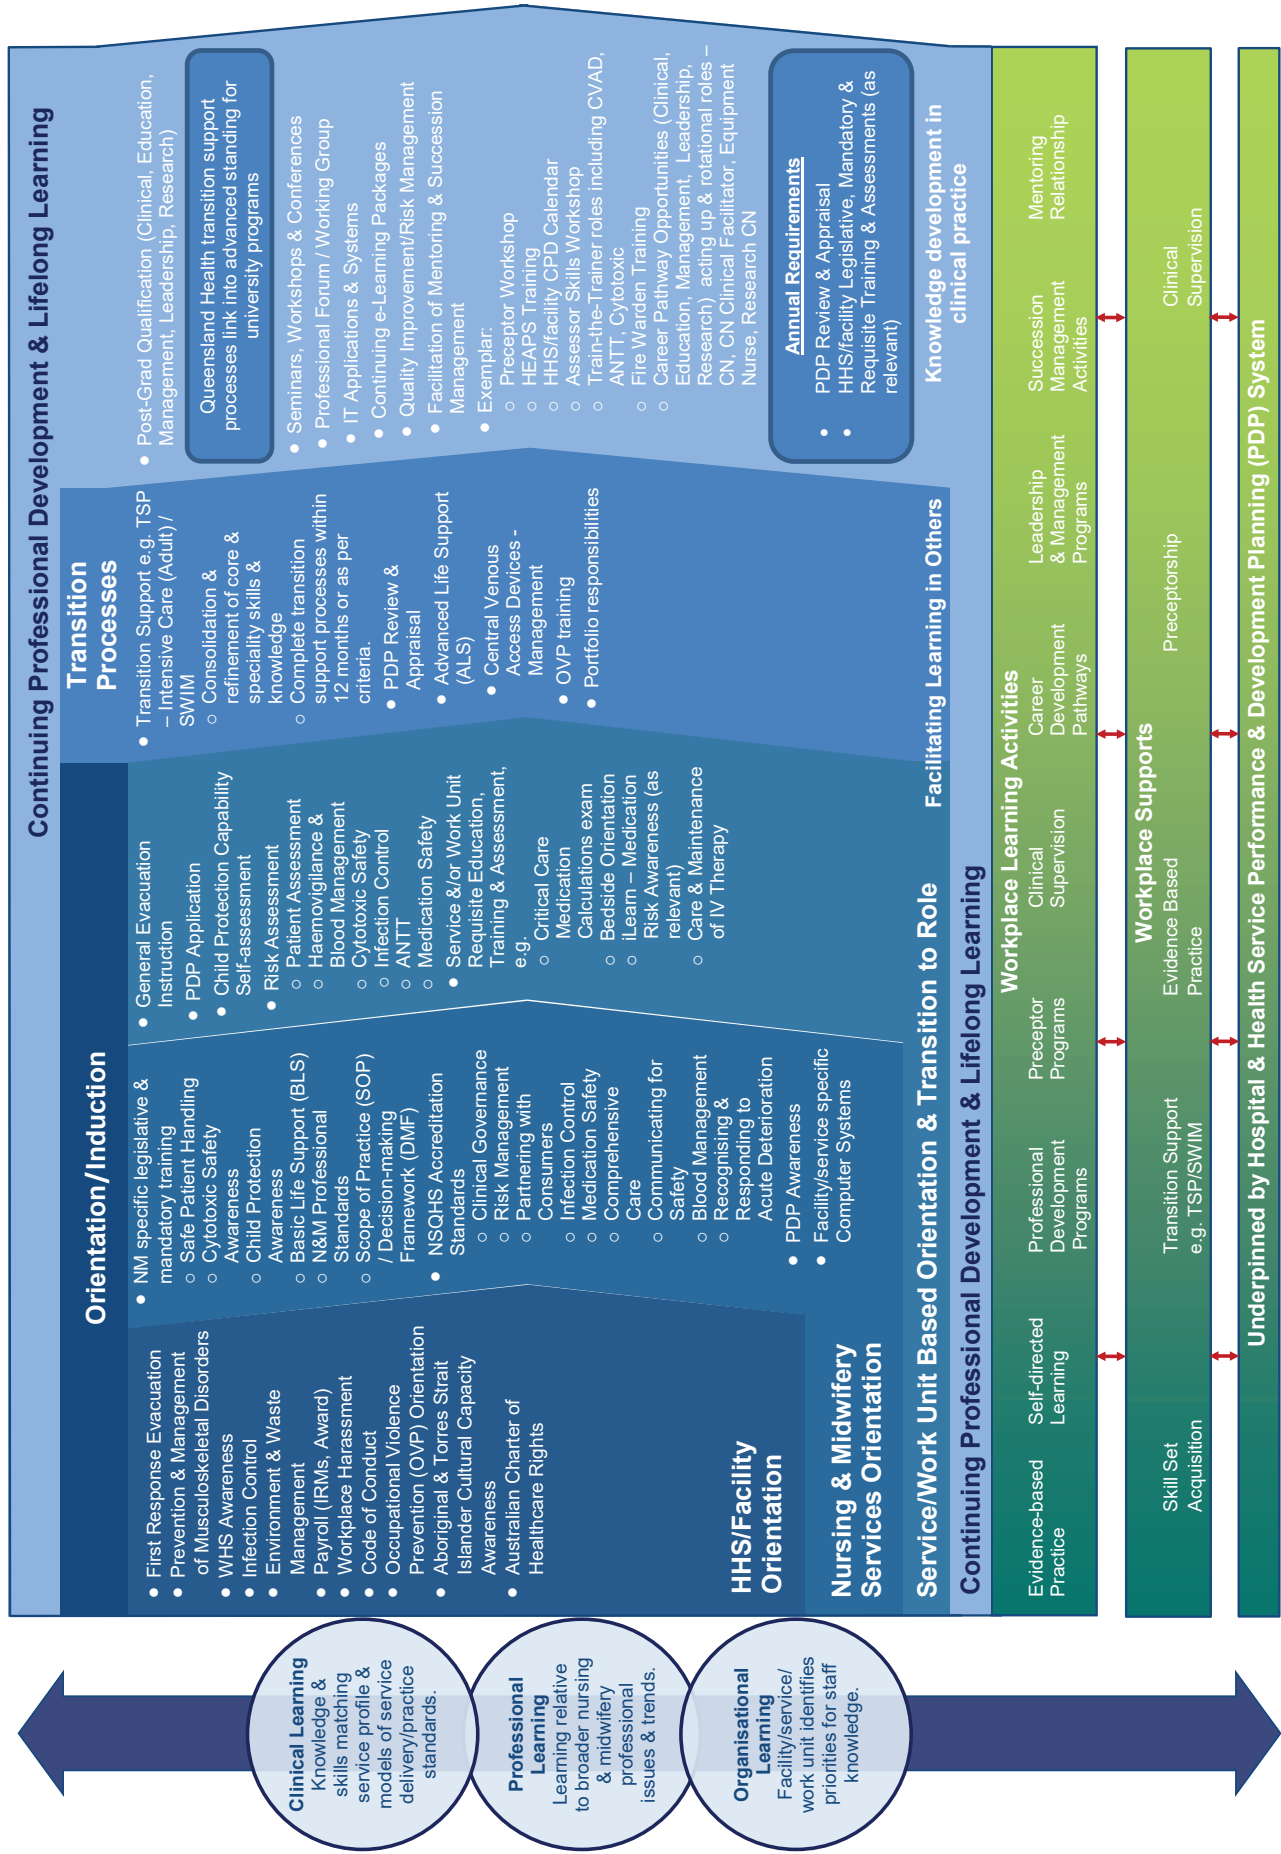 Continuing Professional Development & Lifelong Learning
Orientation/Induction
Transition
Processes
Clinical Learning
Knowledge &
skills matching
service profile &
models of service
delivery/practice
standards.
Professional
Learning
Learning relative
to broader nursing
& midwifery
professional
issues & trends.
Organisational
Learning
Facility/service/
work unit identifies
priorities for staff
knowledge.
• First Response Evacuation
• Prevention & Management
of Musculoskeletal Disorders
• WHS Awareness
• Infection Control
• Environment & Waste
Management
• Payroll (IRMs, Award)
• Workplace Harassment
• Code of Conduct
• Occupational Violence
Prevention (OVP) Orientation
• Aboriginal & Torres Strait
Islander Cultural Capacity
Awareness
• Australian Charter of
Healthcare Rights
HHS/Facility
Orientation
• NM specific legislative &
mandatory training
○ Safe Patient Handling
○ Cytotoxic Safety
Awareness
○ Child Protection
Awareness
○ Basic Life Support (BLS)
○ N&M Professional
Standards
○ Scope of Practice (SOP)
/ Decision-making
Framework (DMF)
• NSQHS Accreditation
Standards
○ Clinical Governance
○ Risk Management
○ Partnering with
Consumers
○ Infection Control
○ Medication Safety
○ Comprehensive
Care
○ Communicating for
Safety
○ Blood Management
○ Recognising &
Responding to
Acute Deterioration
• PDP Awareness
• Facility/service specific
Computer Systems
Nursing & Midwifery
Services Orientation
• General Evacuation
Instruction
• PDP Application
• Child Protection Capability
Self-assessment
• Risk Assessment
○ Patient Assessment
○ Haemovigilance &
Blood Management
○ Cytotoxic Safety
○ Infection Control
○ ANTT
○ Medication Safety
• Service &/or Work Unit
Requisite Education,
Training & Assessment,
e.g.
○ Critical Care
Medication
Calculations exam
○ Bedside Orientation
○ iLearn – Medication
Risk Awareness (as
relevant)
○ Care & Maintenance
of IV Therapy
Service/Work Unit Based Orientation & Transition to Role
• Transition Support e.g. TSP
– Intensive Care (Adult) /
SWIM
○ Consolidation &
refinement of core &
speciality skills &
knowledge
○ Complete transition
support processes within
12 months or as per
criteria.
• PDP Review &
Appraisal
• Advanced Life Support
(ALS)
• Central Venous
Access Devices -
Management
• OVP training
• Portfolio responsibilities
Facilitating Learning in Others
• Post-Grad Qualification (Clinical, Education,
Management, Leadership, Research)
Queensland Health transition support
processes link into advanced standing for
university programs
• Seminars, Workshops & Conferences
• Professional Forum / Working Group
• IT Applications & Systems
• Continuing e-Learning Packages
• Quality Improvement/Risk Management
• Facilitation of Mentoring & Succession
Management
• Exemplar:
○ Preceptor Workshop
○ HEAPS Training
○ HHS/facility CPD Calendar
○ Assessor Skills Workshop
○ Train-the-Trainer roles including CVAD,
ANTT, Cytotoxic
○ Fire Warden Training
○ Career Pathway Opportunities (Clinical,
Education, Management, Leadership,
Research) acting up & rotational roles –
CN, CN Clinical Facilitator, Equipment
Nurse, Research CN
Annual Requirements
• PDP Review & Appraisal
• HHS/facility Legislative, Mandatory &
Requisite Training & Assessments (as
relevant)
Knowledge development in
clinical practice
Continuing Professional Development & Lifelong Learning
Workplace Learning Activities
Evidence-based
Practice
Self-directed
Learning
Professional
Development
Programs
Preceptor
Programs
Clinical
Supervision
Career
Development
Pathways
Leadership
& Management
Programs
Succession
Management
Activities
Mentoring
Relationship
Workplace Supports
Skill Set
Acquisition
Transition Support
e.g. TSP/SWIM
Evidence Based
Practice
Preceptorship
Clinical
Supervision
Underpinned by Hospital & Health Service Performance & Development Planning (PDP) System